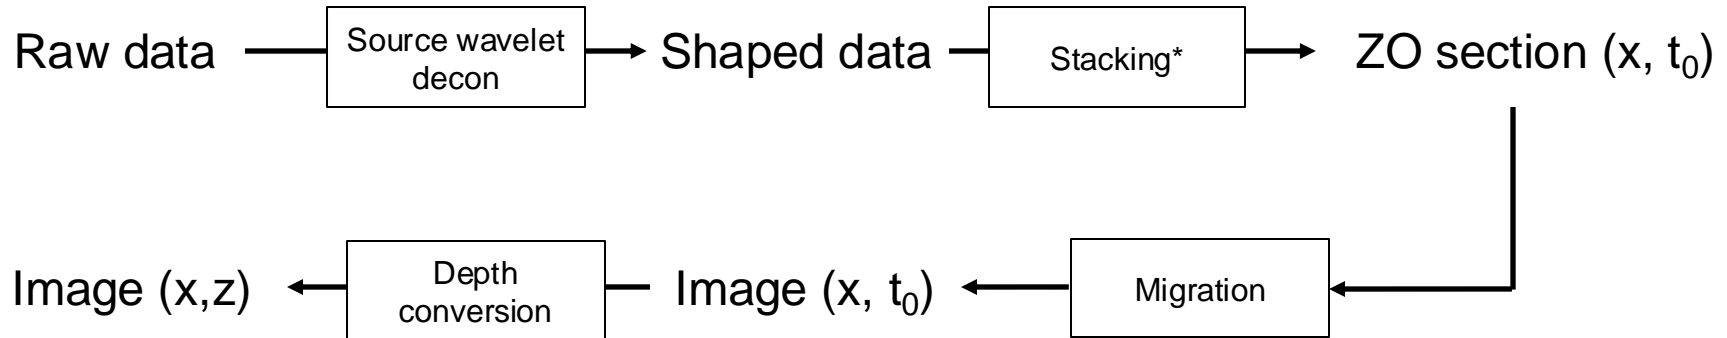 Raw data
Source wavelet
decon
Shaped data
Stacking*
ZO section (x, t₀)
Migration
Image (x, t₀)
Depth
conversion
Image (x,z)